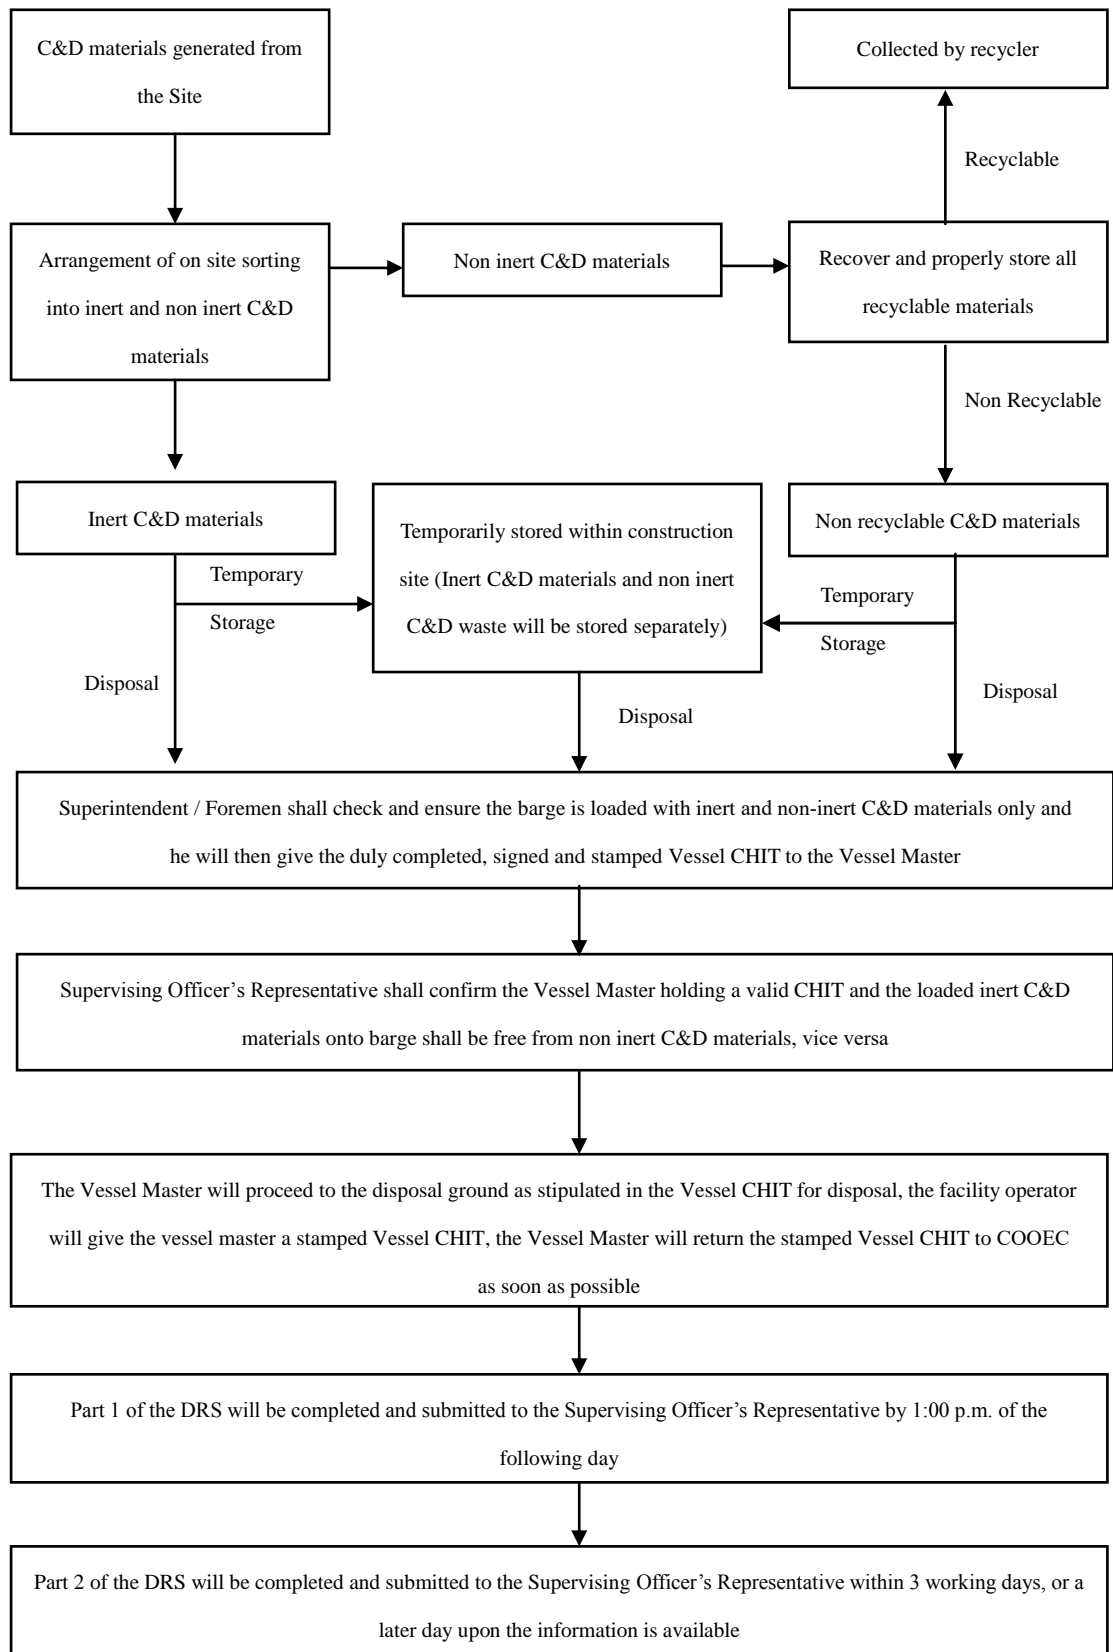 C&D materials generated from
the Site
Collected by recycler
Recyclable
Arrangement of on site sorting
into inert and non inert C&D
materials
Non inert C&D materials
Recover and properly store all
recyclable materials
Non Recyclable
Inert C&D materials
Temporarily stored within construction
site (Inert C&D materials and non inert
C&D waste will be stored separately)
Non recyclable C&D materials
Temporary
Storage
Temporary
Storage
Disposal
Disposal
Disposal
Superintendent / Foremen shall check and ensure the barge is loaded with inert and non-inert C&D materials only and
he will then give the duly completed, signed and stamped Vessel CHIT to the Vessel Master
Supervising Officer’s Representative shall confirm the Vessel Master holding a valid CHIT and the loaded inert C&D
materials onto barge shall be free from non inert C&D materials, vice versa
The Vessel Master will proceed to the disposal ground as stipulated in the Vessel CHIT for disposal, the facility operator
will give the vessel master a stamped Vessel CHIT, the Vessel Master will return the stamped Vessel CHIT to COOEC
as soon as possible
Part 1 of the DRS will be completed and submitted to the Supervising Officer’s Representative by 1:00 p.m. of the
following day
Part 2 of the DRS will be completed and submitted to the Supervising Officer’s Representative within 3 working days, or a
later day upon the information is available